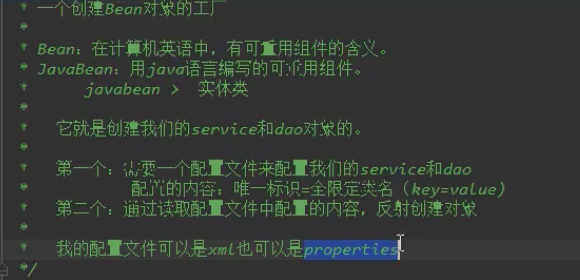 * 一个创建Bean对象的工厂
*
* Bean：在计算机英语中，有可重用组件的含义。
* JavaBean：用java语言编写的可重用组件。
* javabean > 实体类
*
* 它就是创建我们的service和dao对象的。
*
* 第一个：需要一个配置文件来配置我们的service和dao
* 配置的内容：唯一标识=全限定类名（key=value)
* 第二个：通过读取配置文件中配置的内容，反射创建对象
*
* 我的配置文件可以是xml也可以是properties
*/